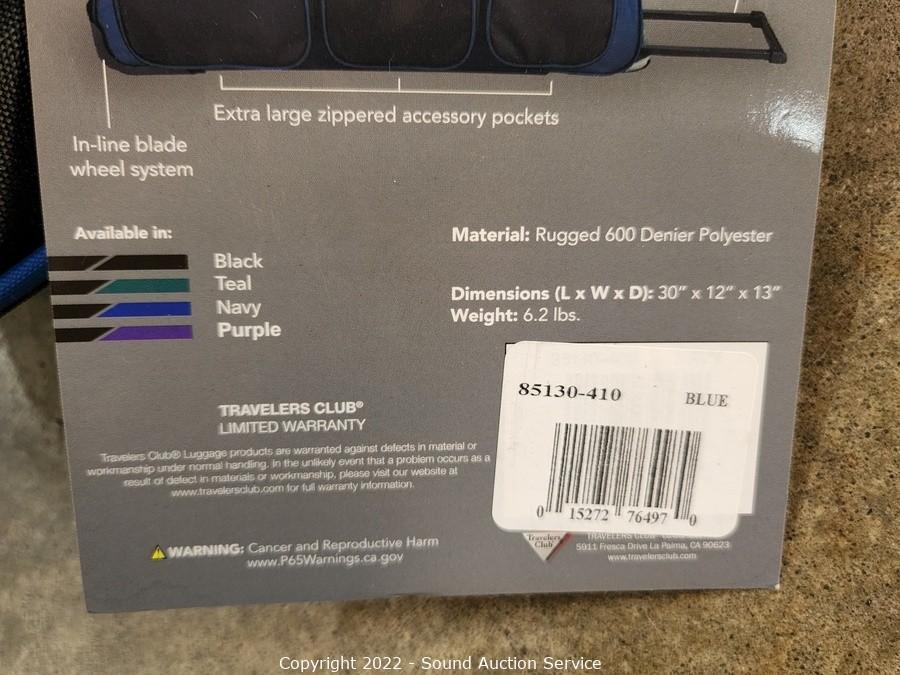 Extra large zippered accessory pockets
In-line blade
wheel system
Available in:
Black
Teal
Navy
Purple
Material: Rugged 600 Denier Polyester
Dimensions (L x W x D): 30” x 12” x 13”
Weight: 6.2 lbs.
85130-410 BLUE
0 15272 76497 0
TRAVELERS CLUB®
LIMITED WARRANTY
Travelers Club® Luggage products are warranted against defects in material or
workmanship under normal handling. In the unlikely event that a problem occurs as a
result of defect in materials or workmanship, please visit our website at
www.travelersclub.com for full warranty information.
WARNING: Cancer and Reproductive Harm
www.P65Warnings.ca.gov
Travelers
Club
TRAVELERS CLUB
5911 Fresca Drive La Palma, CA 90623
www.travelersclub.com
Copyright 2022 - Sound Auction Service